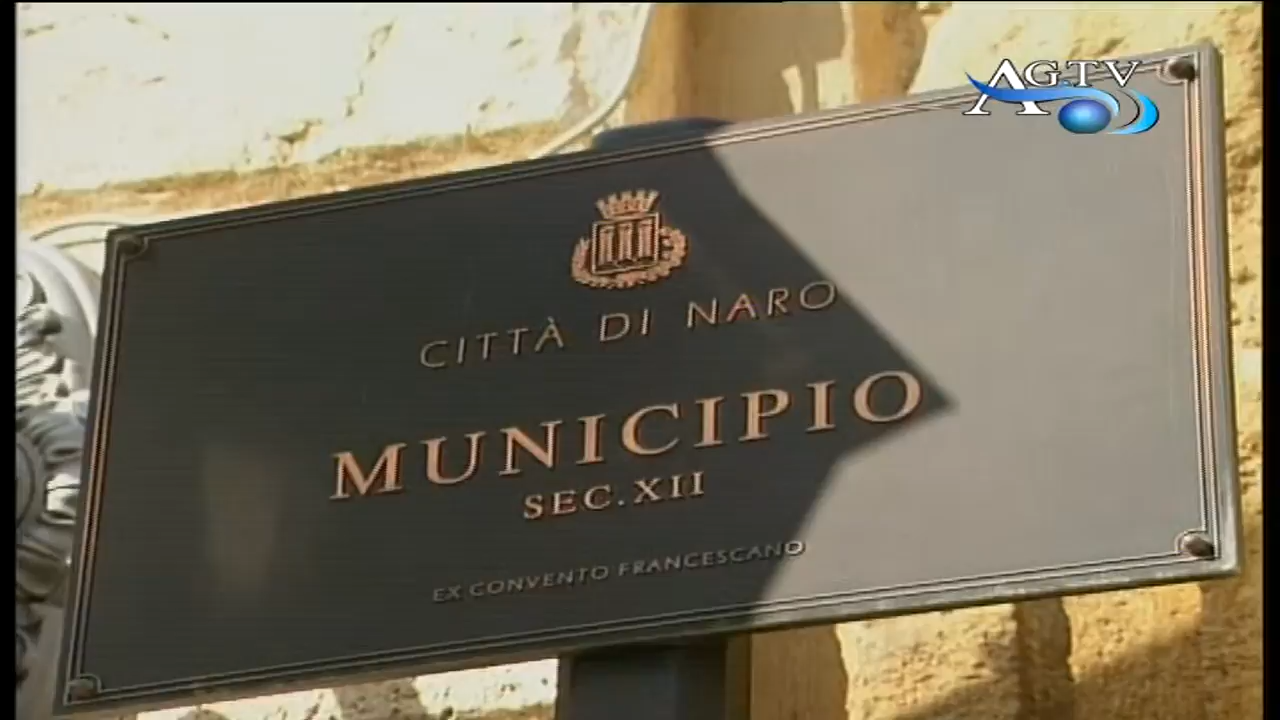 AGTV
CITTÀ DI NARO
MUNICIPIO
SEC.XII
EX CONVENTO FRANCESCANO